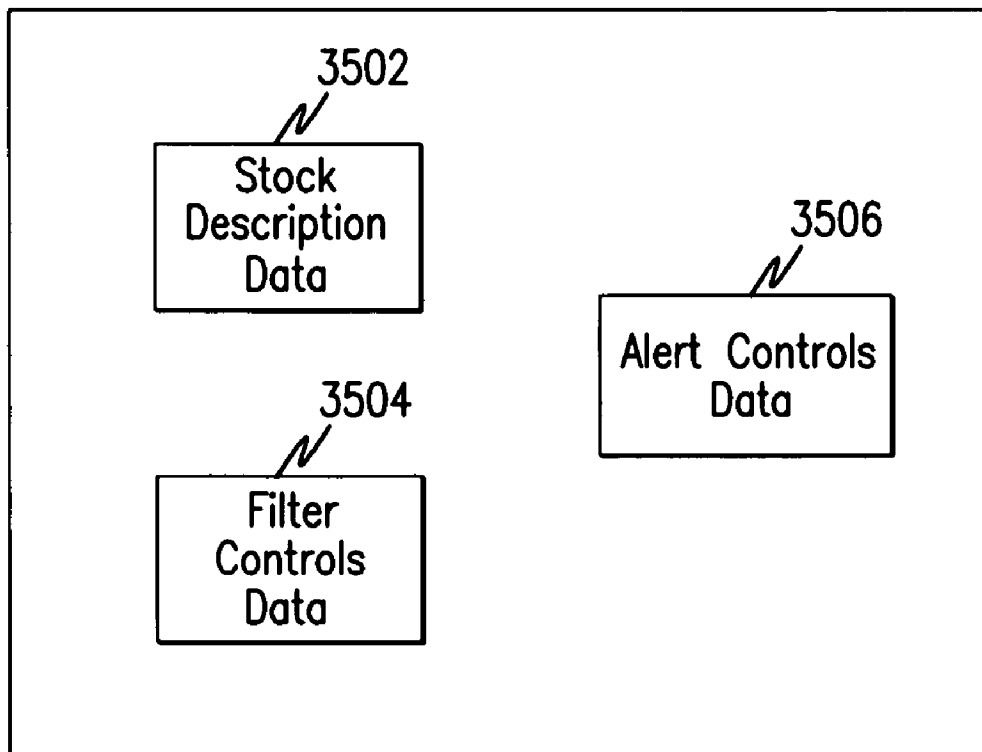 3502
Stock
Description
Data
3506
Alert Controls
Data
3504
Filter
Controls
Data